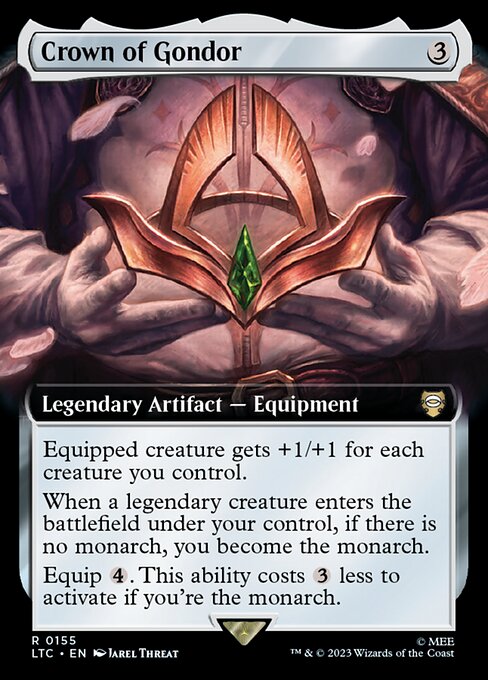 Crown of Gondor 3
Legendary Artifact — Equipment
Equipped creature gets +1/+1 for each
creature you control.
When a legendary creature enters the
battlefield under your control, if there is
no monarch, you become the monarch.
Equip 4. This ability costs 3 less to
activate if you're the monarch.
R 0155
LTC • EN JAREL THREAT
© MEE
™ & © 2023 Wizards of the Coast